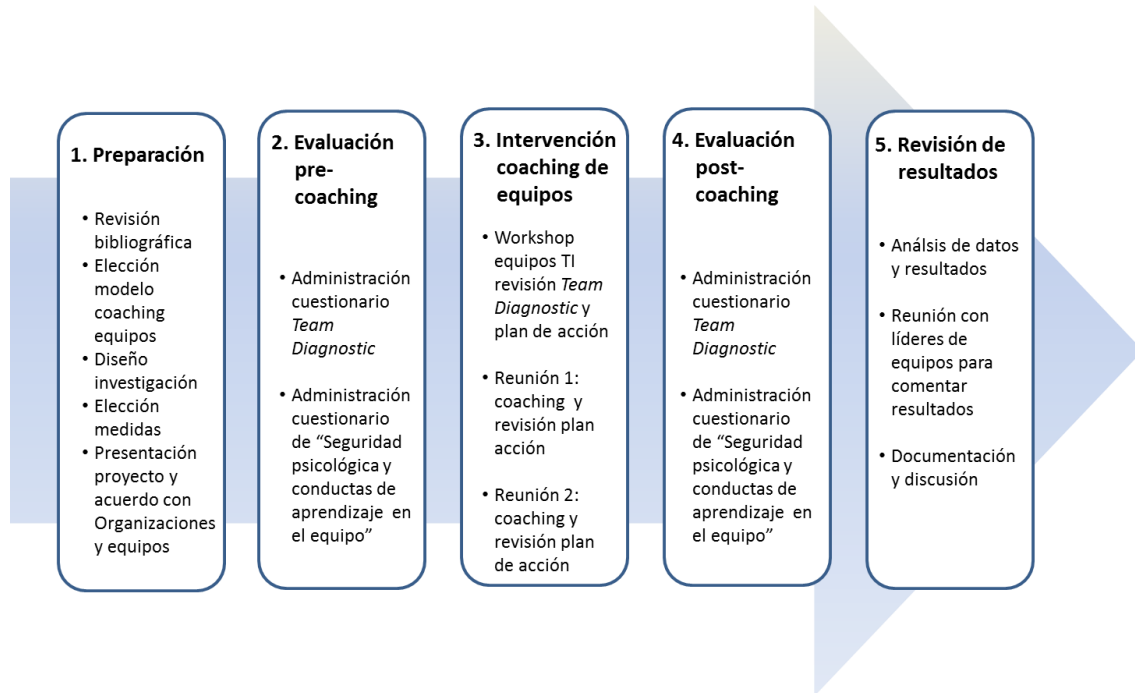 1. Preparación
• Revisión
bibliográfica
• Elección
modelo
coaching
equipos
• Diseño
investigación
• Elección
medidas
• Presentación
proyecto y
acuerdo con
Organizaciones
y equipos
2. Evaluación
pre-
coaching
• Administración
cuestionario
Team
Diagnostic
• Administración
cuestionario
de “Seguridad
psicológica y
conductas de
aprendizaje en
el equipo”
3. Intervención
coaching de
equipos
• Workshop
equipos TI
revisión Team
Diagnostic y
plan de acción
• Reunión 1:
coaching y
revisión plan
acción
• Reunión 2:
coaching y
revisión plan
de acción
4. Evaluación
post-
coaching
• Administración
cuestionario
Team
Diagnostic
• Administración
cuestionario
de “Seguridad
psicológica y
conductas de
aprendizaje en
el equipo”
5. Revisión de
resultados
• Análsis de datos
y resultados
• Reunión con
líderes de
equipos para
comentar
resultados
• Documentación
y discusión